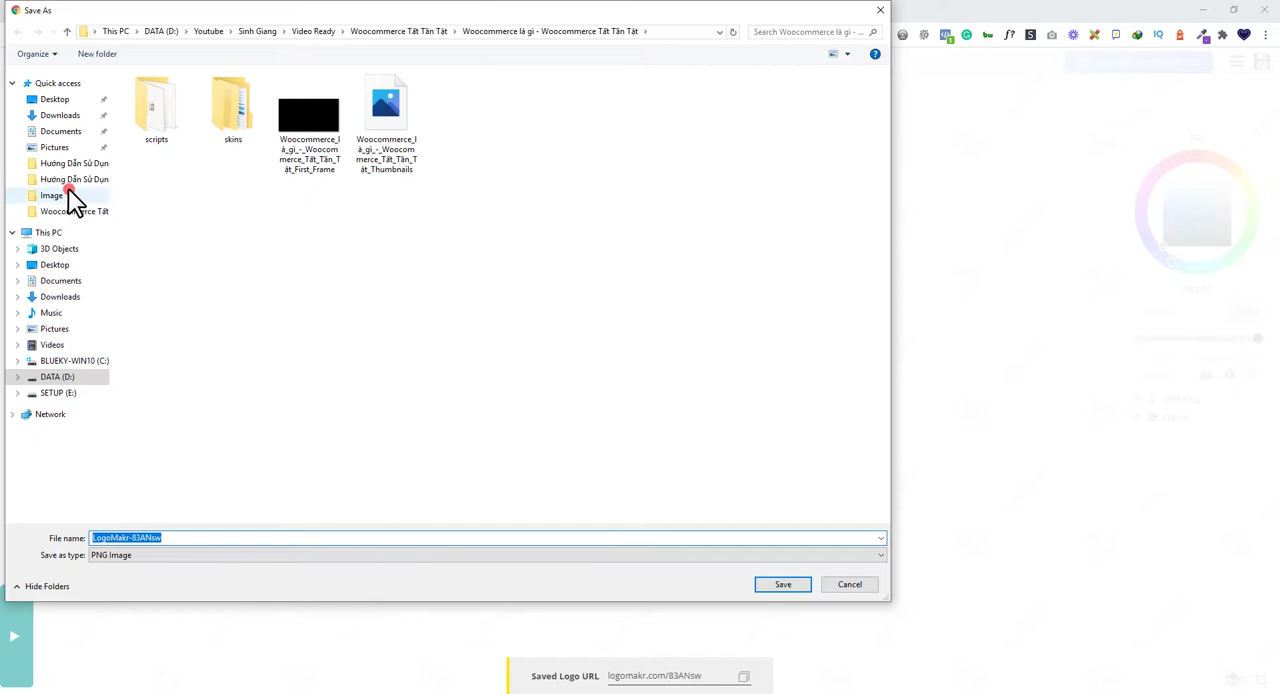 Save As
This PC › DATA (D:) › Youtube › Sinh Giang › Video Ready › Woocommerce Tất Tần Tật › Woocommerce là gì - Woocommerce Tất Tần Tật ›
Search Woocommerce là gì - ...
Organize
New folder
Quick access
Desktop
Downloads
Documents
Pictures
Hướng Dẫn Sử Dụn
Hướng Dẫn Sử Dụn
Image
Woocommerce Tất
This PC
3D Objects
Desktop
Documents
Downloads
Music
Pictures
Videos
BLUEKY-WIN10 (C:)
DATA (D:)
SETUP (E:)
Network
scripts
skins
Woocommerce_l
à_gì_-_Woocom
merce_Tất_Tần_T
ật_First_Frame
Woocommerce_l
à_gì_-_Woocom
merce_Tất_Tần_T
ật_Thumbnails
File name: LogoMakr-83ANsw
Save as type: PNG Image
Hide Folders
Save
Cancel
Saved Logo URL logomakr.com/83ANsw